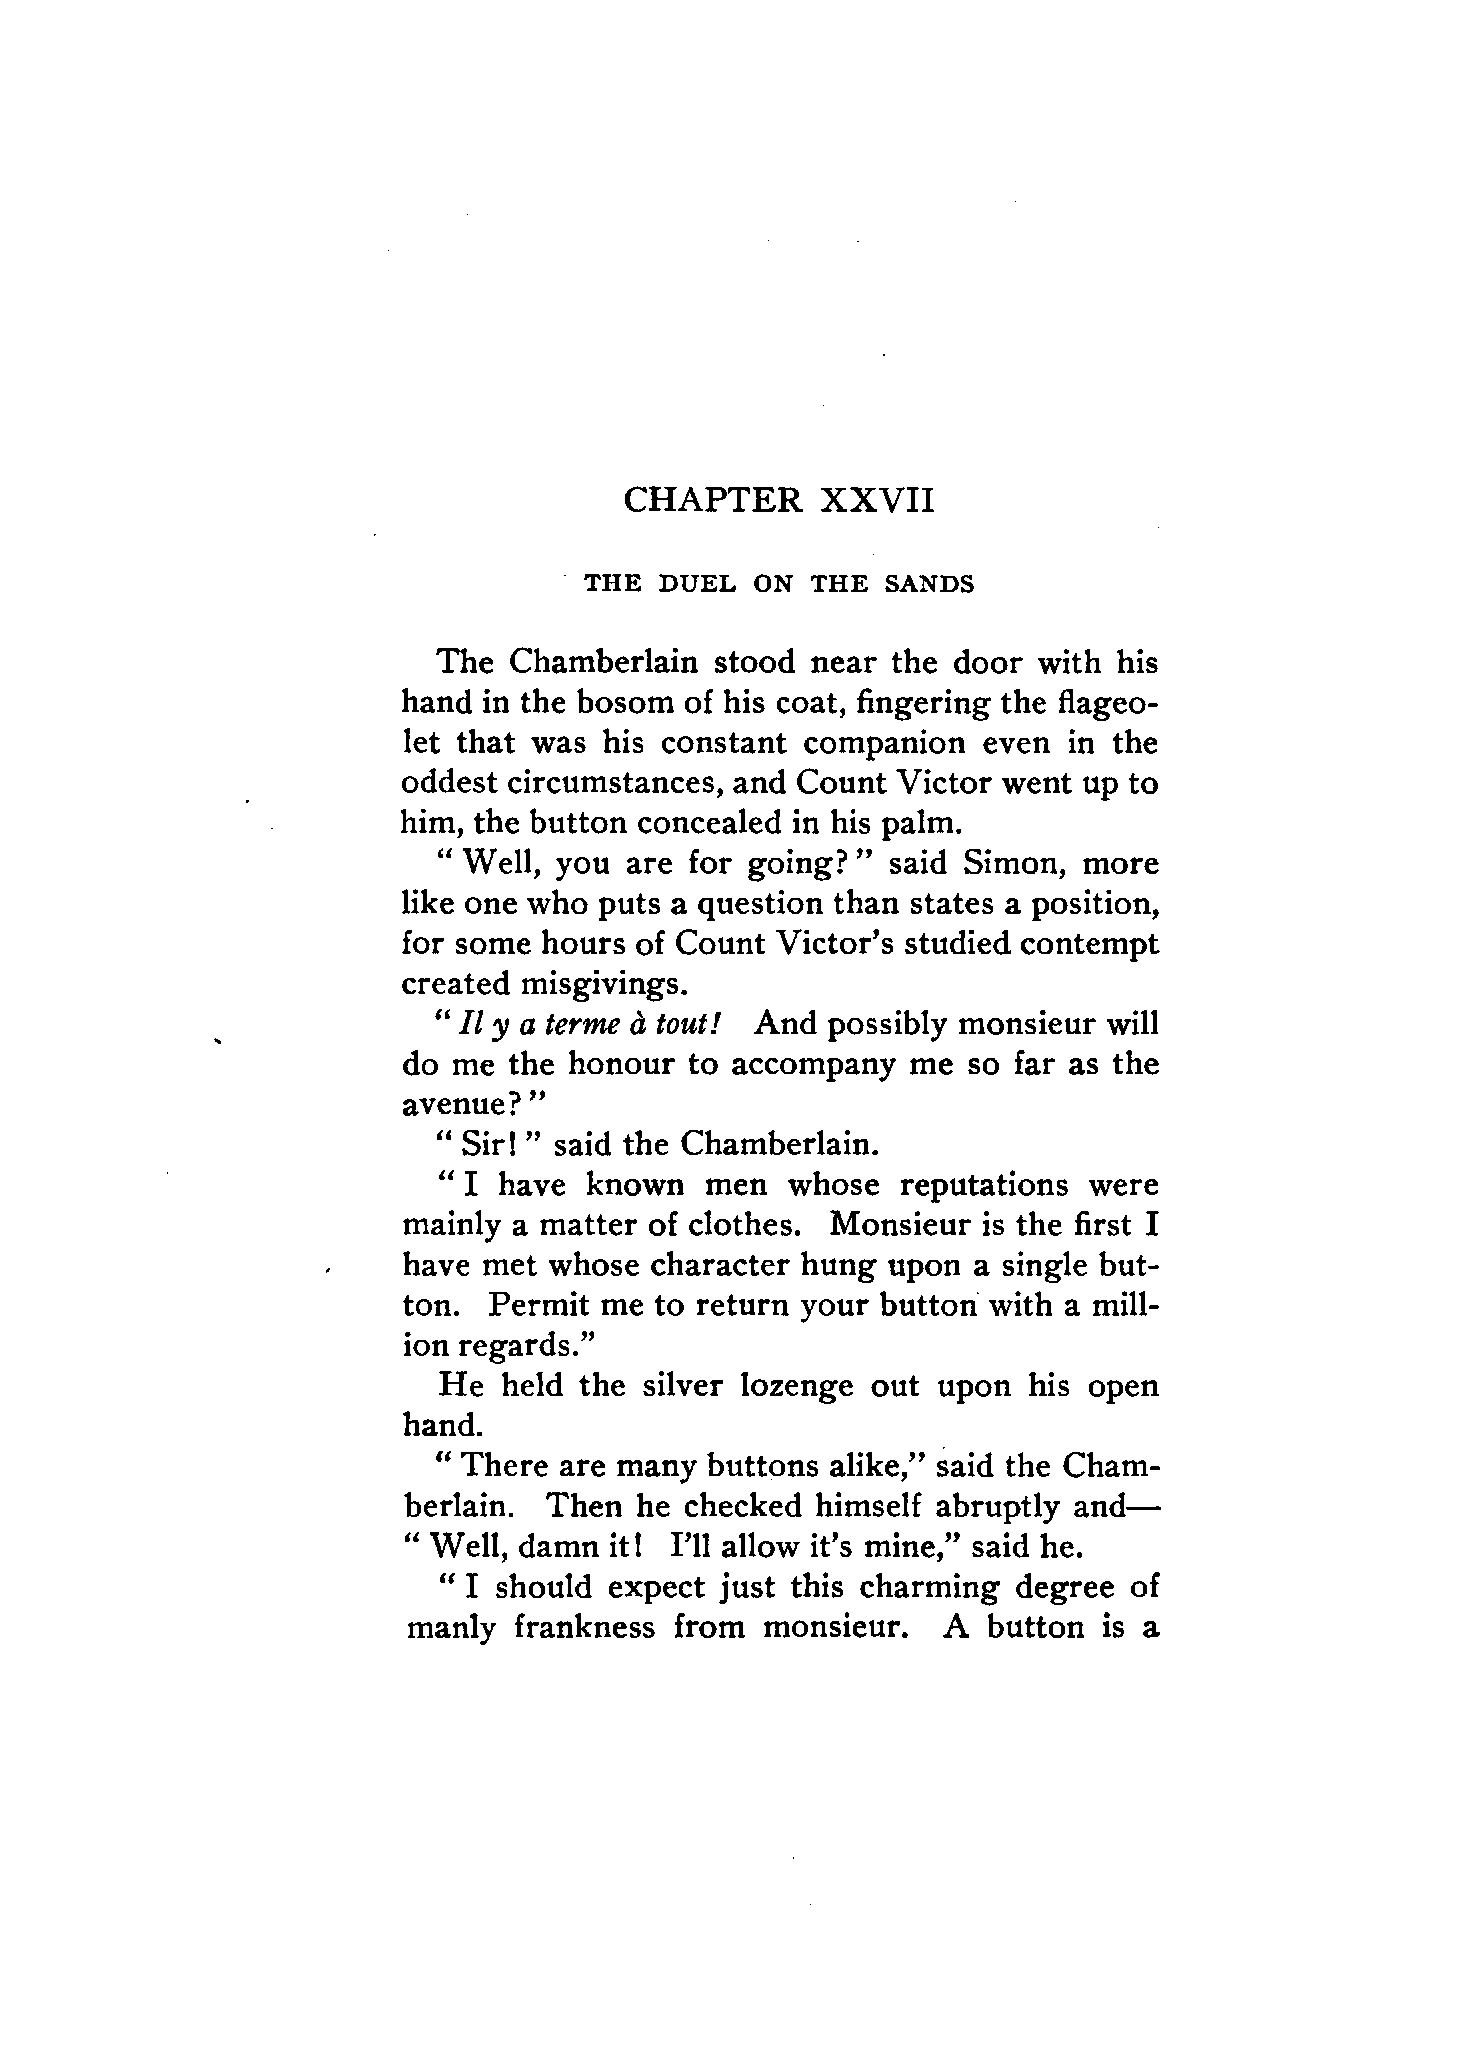 CHAPTER XXVII
THE DUEL ON THE SANDS
The Chamberlain stood near the door with his
hand in the bosom of his coat, fingering the flageo-
let that was his constant companion even in the
oddest circumstances, and Count Victor went up to
him, the button concealed in his palm.
" Well, you are for going? " said Simon, more
like one who puts a question than states a position,
for some hours of Count Victor's studied contempt
created misgivings.
" Il y a terme à tout! And possibly monsieur will
do me the honour to accompany me so far as the
avenue? "
" Sir! " said the Chamberlain.
" I have known men whose reputations were
mainly a matter of clothes. Monsieur is the first I
have met whose character hung upon a single but-
ton. Permit me to return your button with a mill-
ion regards."
He held the silver lozenge out upon his open
hand.
" There are many buttons alike," said the Cham-
berlain. Then he checked himself abruptly and—
" Well, damn it! I'll allow it's mine," said he.
" I should expect just this charming degree of
manly frankness from monsieur. A button is a